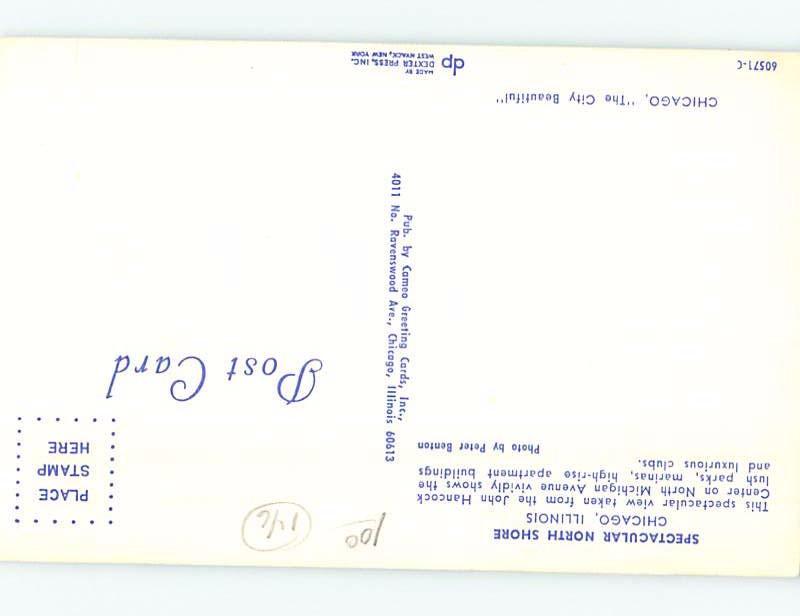 SPECTACULAR NORTH SHORE
CHICAGO, ILLINOIS
This spectacular view taken from the John Hancock
Center on North Michigan Avenue vividly shows the
lush parks, marinas, high-rise apartment buildings
and luxurious clubs.
Photo by Peter Benton
100
Post Card
PLACE
STAMP
HERE
Pub. by Cameo Greeting Cards, Inc.,
4011 No. Ravenswood Ave., Chicago, Illinois 60613
CHICAGO, "The City Beautiful"
60571-C
dp
MADE BY
DEXTER PRESS, INC.
WEST NYACK, NEW YORK